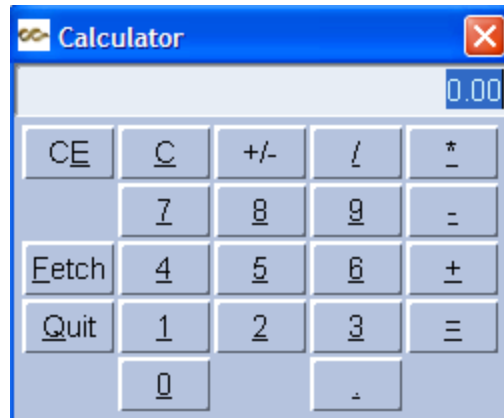 Calculator
0.00
CE C +/- / *
7 8 9 -
Fetch 4 5 6 +
Quit 1 2 3 =
0 .